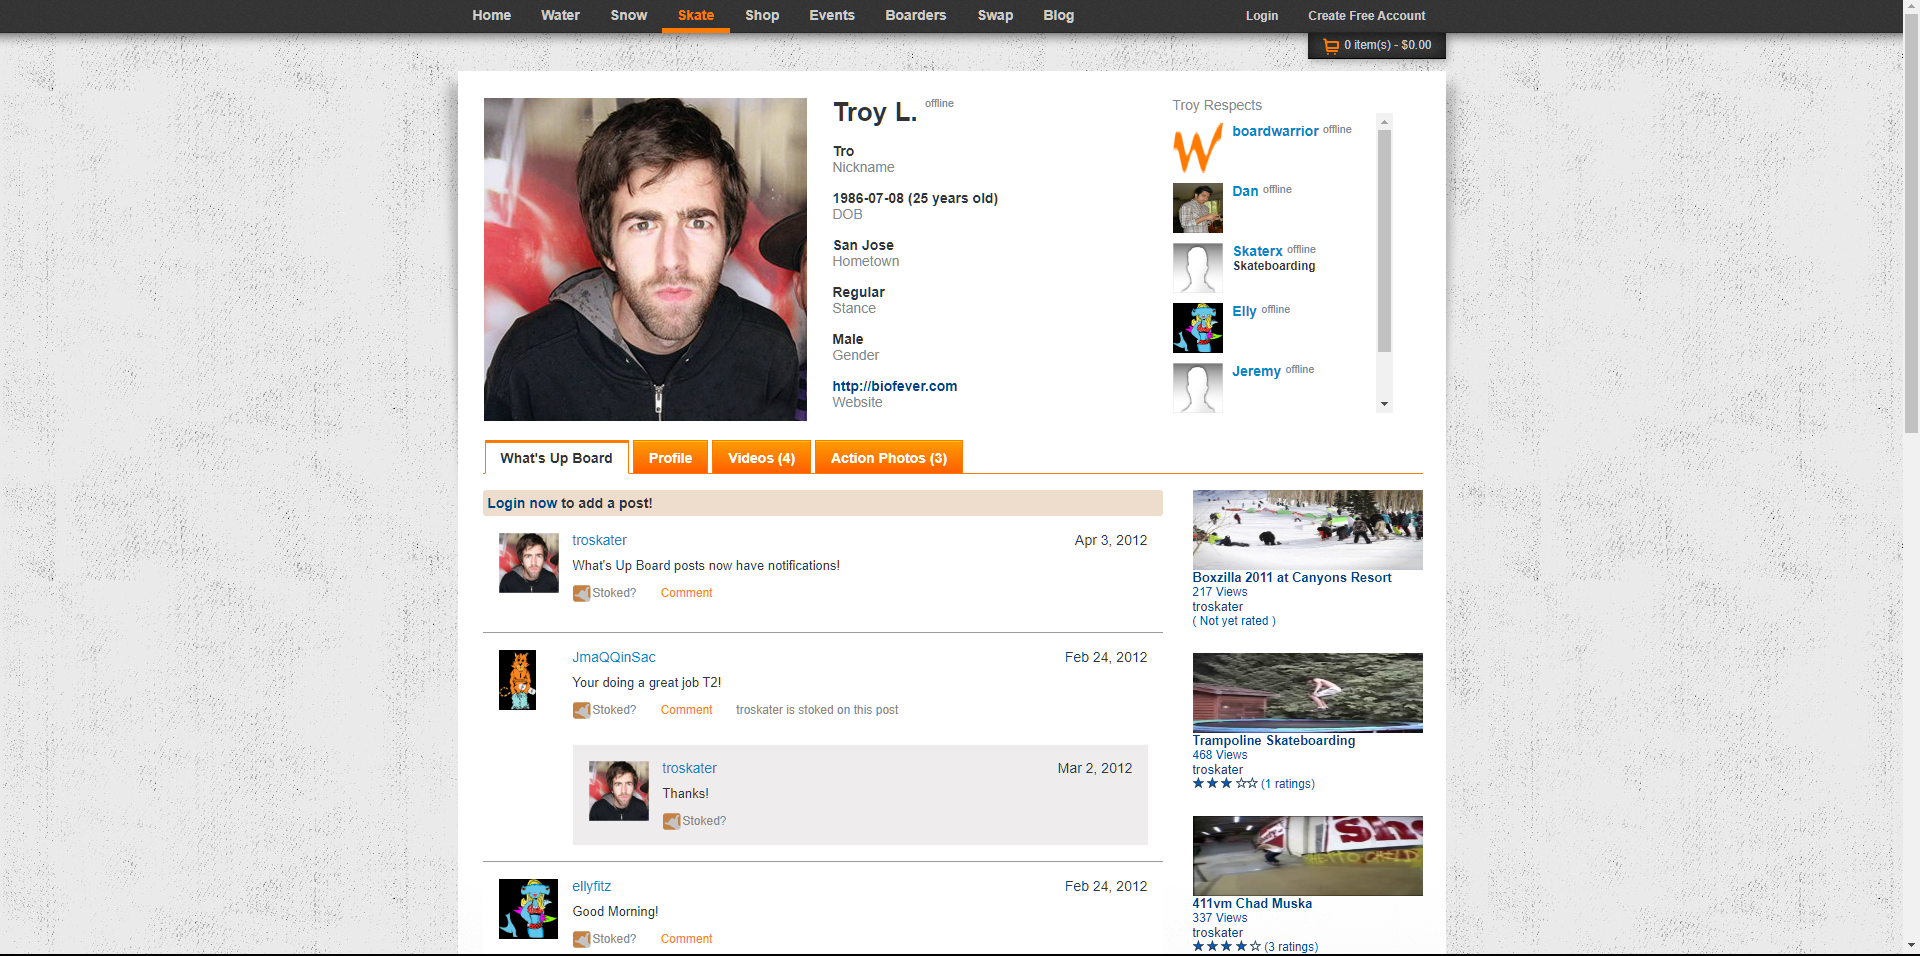 Home Water Snow Skate Shop Events Boarders Swap Blog Login Create Free Account
0 item(s) - $0.00
Troy L. offline
Tro
Nickname
1986-07-08 (25 years old)
DOB
San Jose
Hometown
Regular
Stance
Male
Gender
http://biofever.com
Website
Troy Respects
boardwarrior offline
Dan offline
Skaterx offline
Skateboarding
Elly offline
Jeremy offline
What's Up Board Profile Videos (4) Action Photos (3)
Login now to add a post!
troskater Apr 3, 2012
What's Up Board posts now have notifications!
Stoked? Comment
JmaQQinSac Feb 24, 2012
Your doing a great job T2!
Stoked? Comment troskater is stoked on this post
troskater Mar 2, 2012
Thanks!
Stoked?
ellyfitz Feb 24, 2012
Good Morning!
Stoked? Comment
Boxzilla 2011 at Canyons Resort
217 Views
troskater
( Not yet rated )
Trampoline Skateboarding
468 Views
troskater
(1 ratings)
GHETTO CHILD
411vm Chad Muska
337 Views
troskater
(3 ratings)